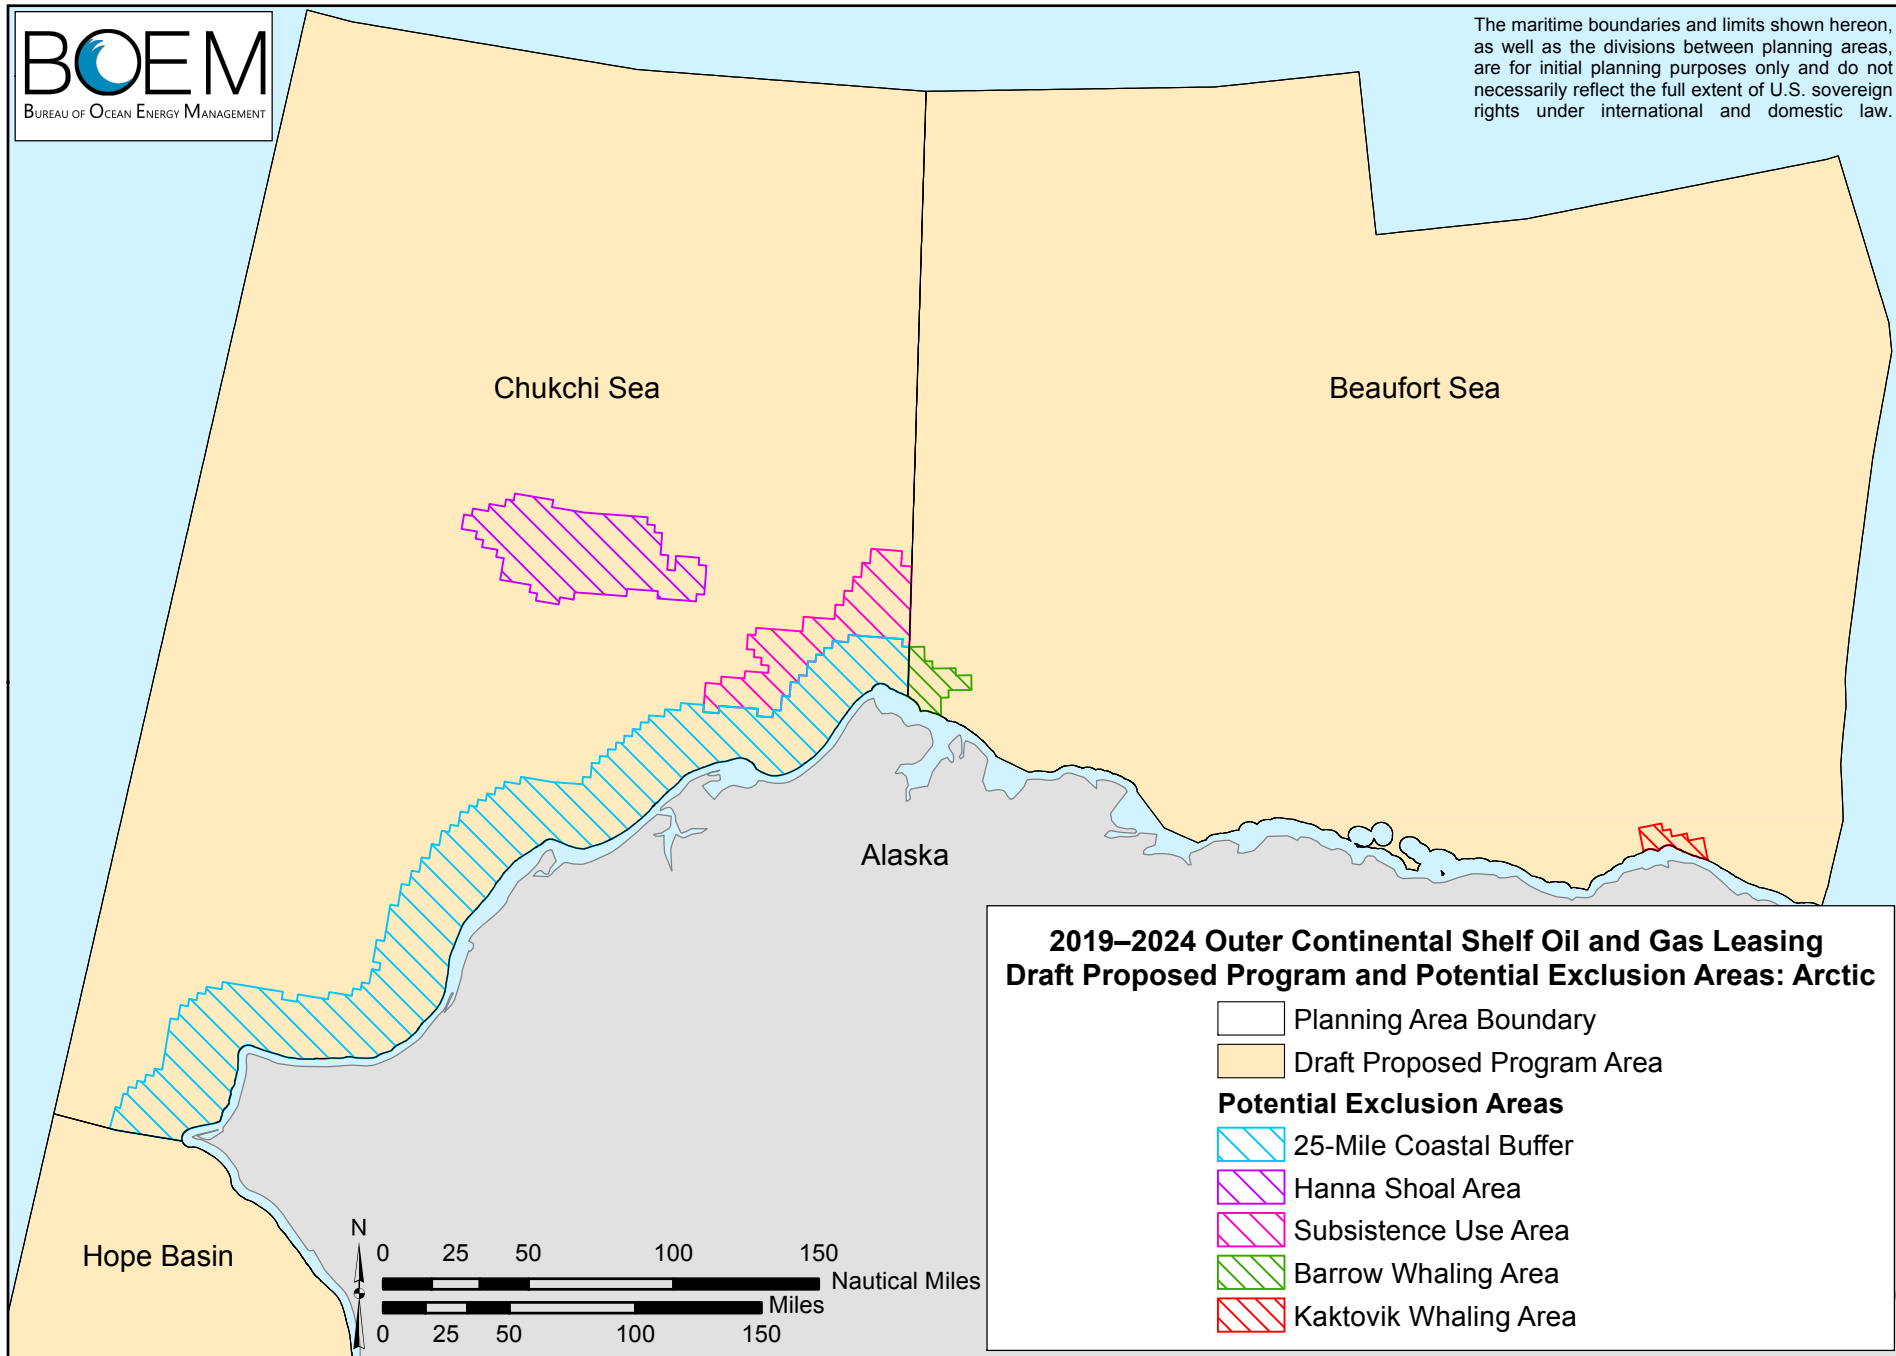 BOEM
BUREAU OF OCEAN ENERGY MANAGEMENT
The maritime boundaries and limits shown hereon,
as well as the divisions between planning areas,
are for initial planning purposes only and do not
necessarily reflect the full extent of U.S. sovereign
rights under international and domestic law.
Chukchi Sea
Beaufort Sea
Alaska
Hope Basin
N
0 25 50 100 150
Nautical Miles
Miles
0 25 50 100 150
2019–2024 Outer Continental Shelf Oil and Gas Leasing
Draft Proposed Program and Potential Exclusion Areas: Arctic
Planning Area Boundary
Draft Proposed Program Area
Potential Exclusion Areas
25-Mile Coastal Buffer
Hanna Shoal Area
Subsistence Use Area
Barrow Whaling Area
Kaktovik Whaling Area